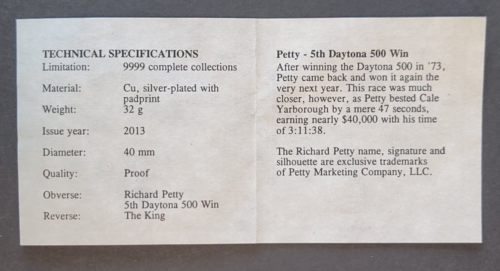 TECHNICAL SPECIFICATIONS
Limitation: 9999 complete collections
Material: Cu, silver-plated with
padprint
Weight: 32 g
Issue year: 2013
Diameter: 40 mm
Quality: Proof
Obverse: Richard Petty
5th Daytona 500 Win
Reverse: The King
Petty - 5th Daytona 500 Win
After winning the Daytona 500 in '73,
Petty came back and won it again the
very next year. This race was much
closer, however, as Petty bested Cale
Yarborough by a mere 47 seconds,
earning nearly $40,000 with his time
of 3:11:38.
The Richard Petty name, signature and
silhouette are exclusive trademarks
of Petty Marketing Company, LLC.